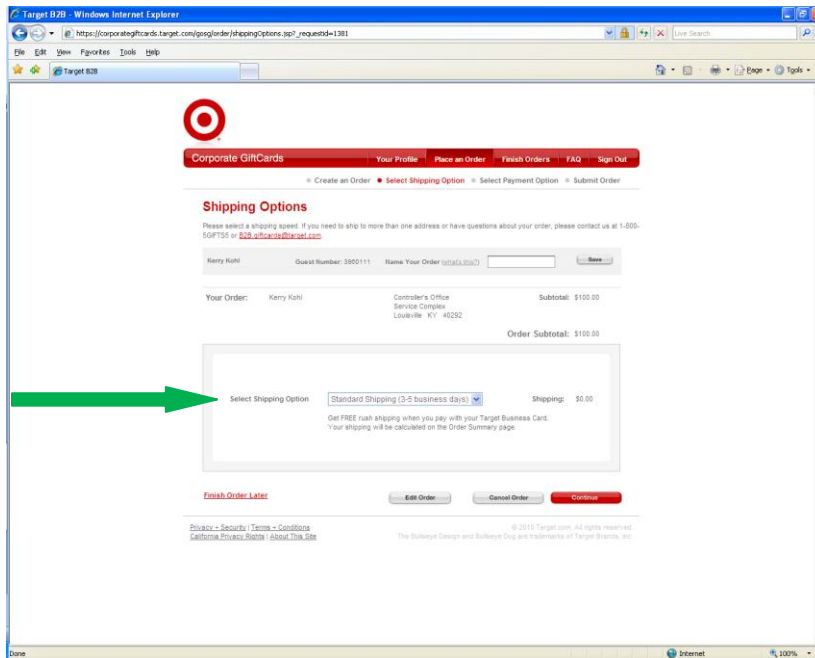 Target B2B - Windows Internet Explorer
https://corporategiftcards.target.com/gosg/order/shippingOptions.jsp?_requestid=1381
Live Search
File Edit View Favorites Tools Help
Target B2B
Page Tools
Corporate GiftCards Your Profile Place an Order Finish Orders FAQ Sign Out
Create an Order Select Shipping Option Select Payment Option Submit Order
Shipping Options
Please select a shipping speed. If you need to ship to more than one address or have questions about your order, please contact us at 1-800-
5GIFTS5 or B2B.giftcards@target.com.
Kerry Kohl Guest Number: 3960111 Name Your Order (what's this?) Save
Your Order: Kerry Kohl Controller's Office Subtotal: $100.00
Service Complex
Louisville KY 40292
Order Subtotal: $100.00
Select Shipping Option Standard Shipping (3-5 business days) Shipping: $0.00
Get FREE rush shipping when you pay with your Target Business Card.
Your shipping will be calculated on the Order Summary page.
Finish Order Later Edit Order Cancel Order Continue
Privacy + Security | Terms + Conditions © 2010 Target.com. All rights reserved.
California Privacy Rights | About This Site The Bullseye Design and Bullseye Dog are trademarks of Target Brands, Inc.
Done Internet 100%